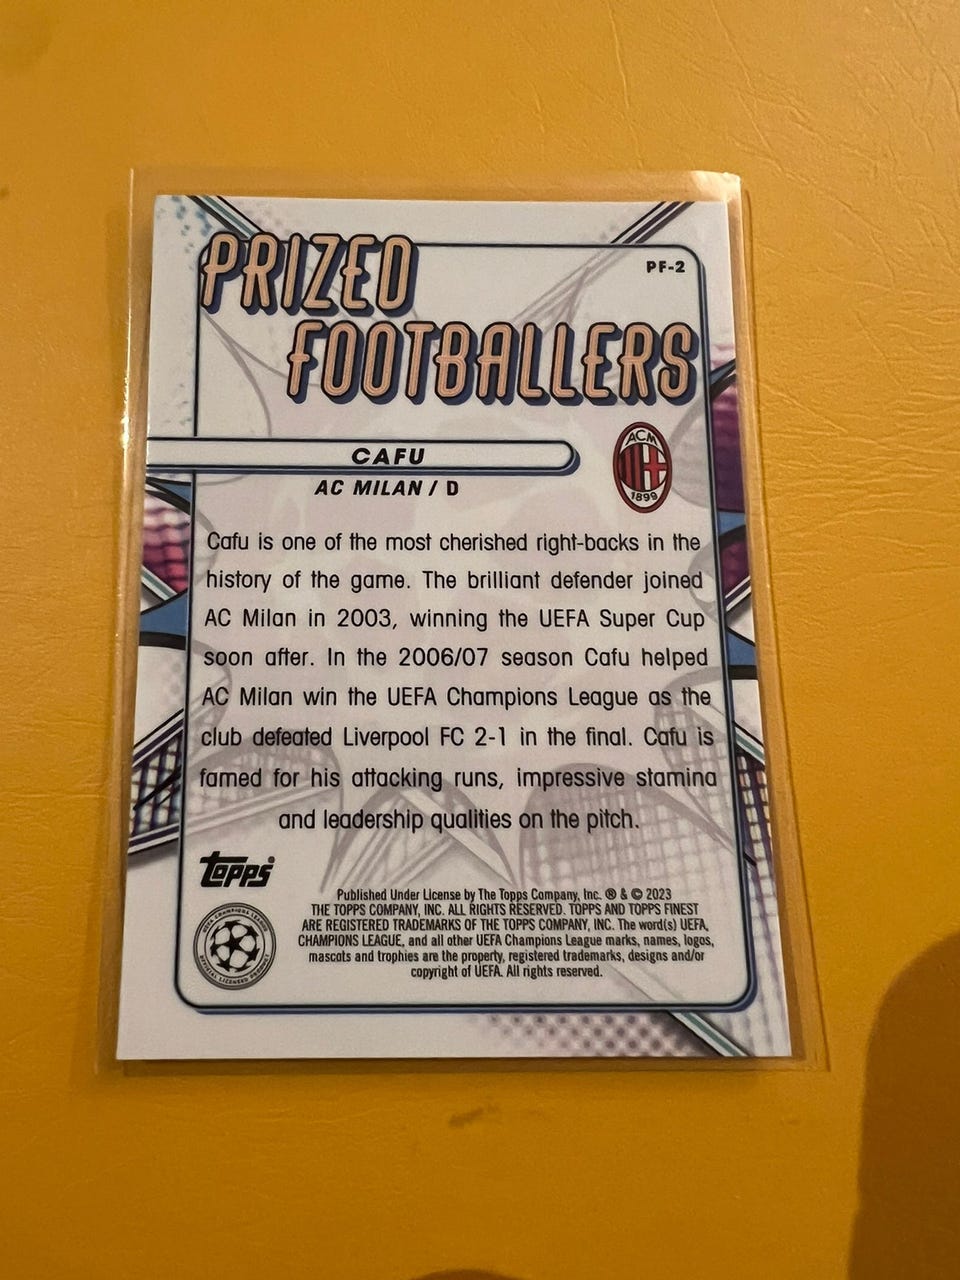 PRIZED
PF-2
FOOTBALLERS
CAFU
ACM
1899
AC MILAN / D
Cafu is one of the most cherished right-backs in the
history of the game. The brilliant defender joined
AC Milan in 2003, winning the UEFA Super Cup
soon after. In the 2006/07 season Cafu helped
AC Milan win the UEFA Champions League as the
club defeated Liverpool FC 2-1 in the final. Cafu is
famed for his attacking runs, impressive stamina
and leadership qualities on the pitch.
Topps®
Published Under License by The Topps Company, Inc. ® & © 2023
THE TOPPS COMPANY, INC. ALL RIGHTS RESERVED. TOPPS AND TOPPS FINEST
ARE REGISTERED TRADEMARKS OF THE TOPPS COMPANY, INC. The word(s) UEFA,
CHAMPIONS LEAGUE, and all other UEFA Champions League marks, names, logos,
mascots and trophies are the property, registered trademarks, designs and/or
copyright of UEFA. All rights reserved.
UEFA CHAMPIONS LEAGUE
OFFICIAL LICENSED PRODUCT